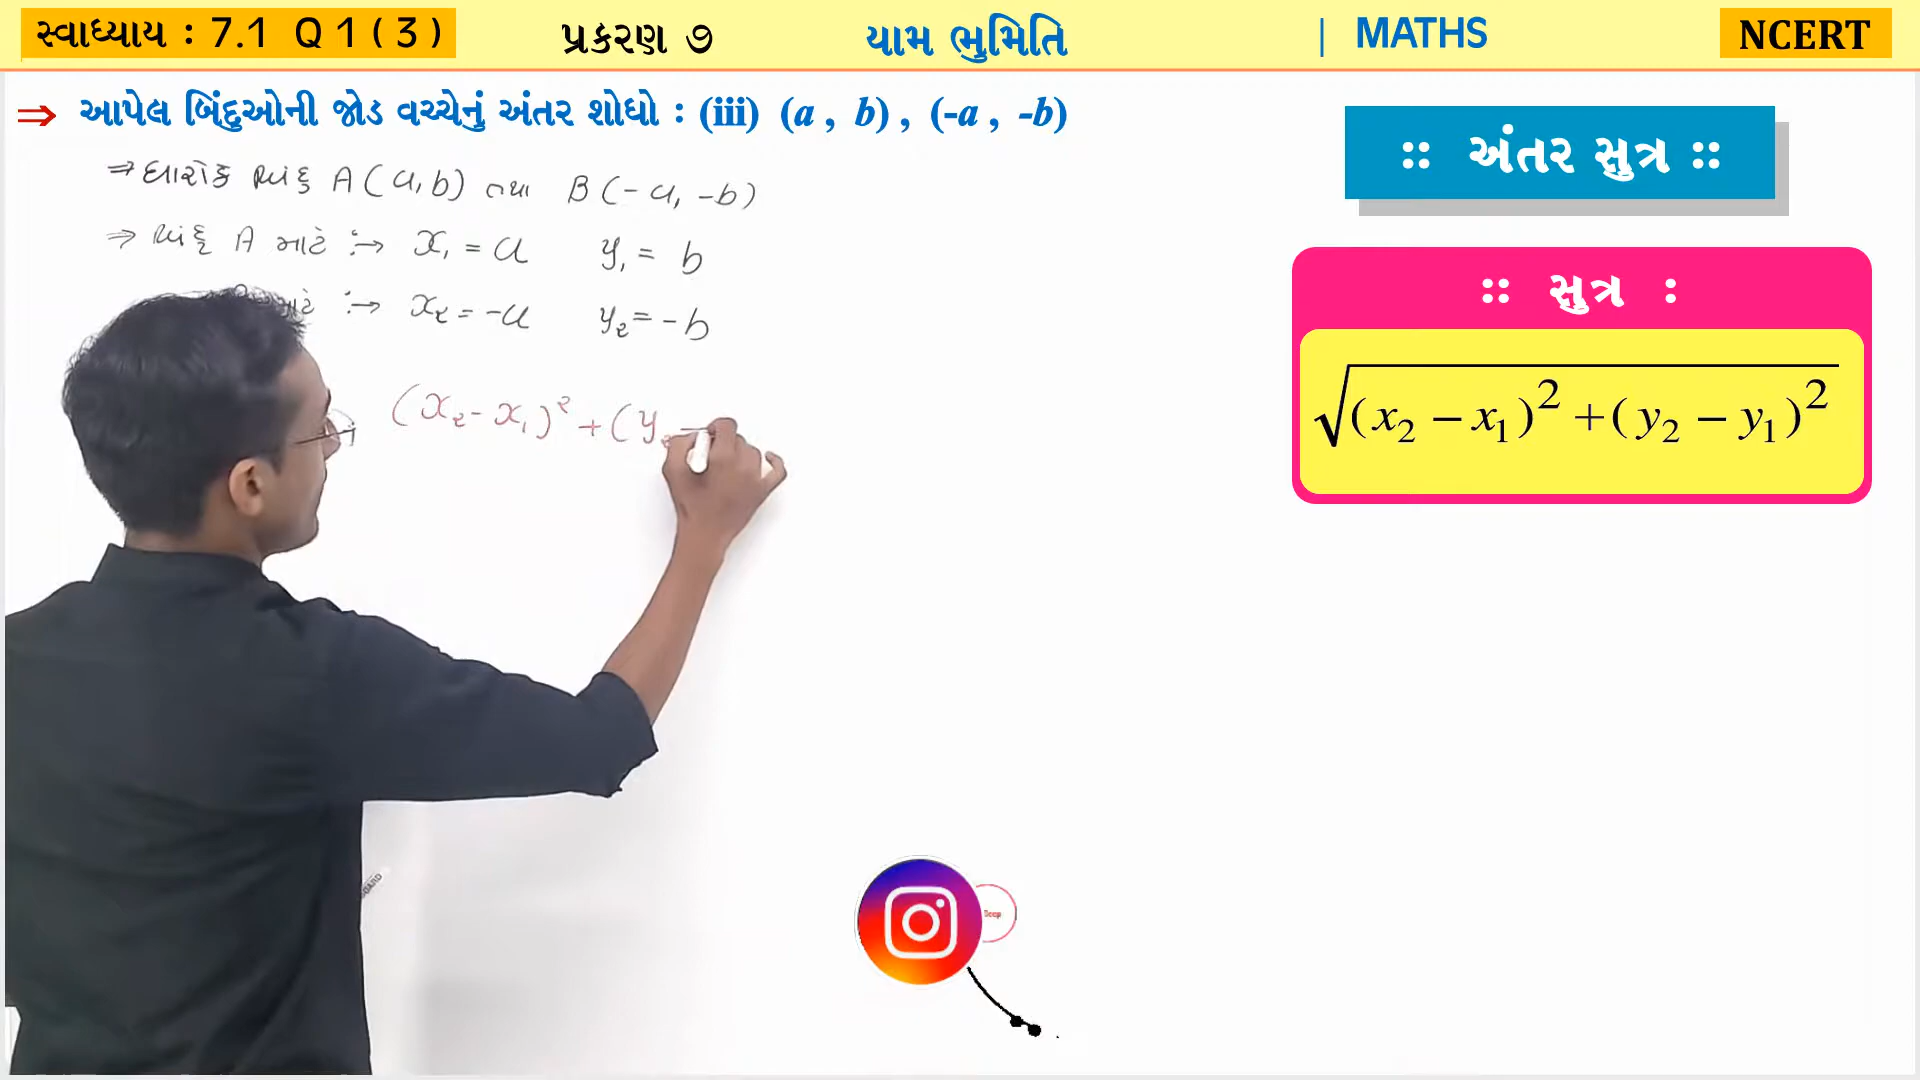 સ્વાધ્યાય : 7.1 Q 1 ( 3 )
પ્રકરણ ૭
યામ ભુમિતિ
| MATHS
NCERT
⇒ આપેલ બિંદુઓની જોડ વચ્ચેનું અંતર શોધો : (iii) (a , b) , (-a , -b)
:: અંતર સુત્ર ::
⇒ ધારોકે બિંદુ A (a, b) તથા B (-a, -b)
⇒ બિંદુ A માટે :→ x₁ = a y₁ = b
માટે :→ x₂ = -a y₂ = -b
(x₂ - x₁)² + (y₂ -
:: સુત્ર :
√(x₂ − x₁)² + (y₂ − y₁)²